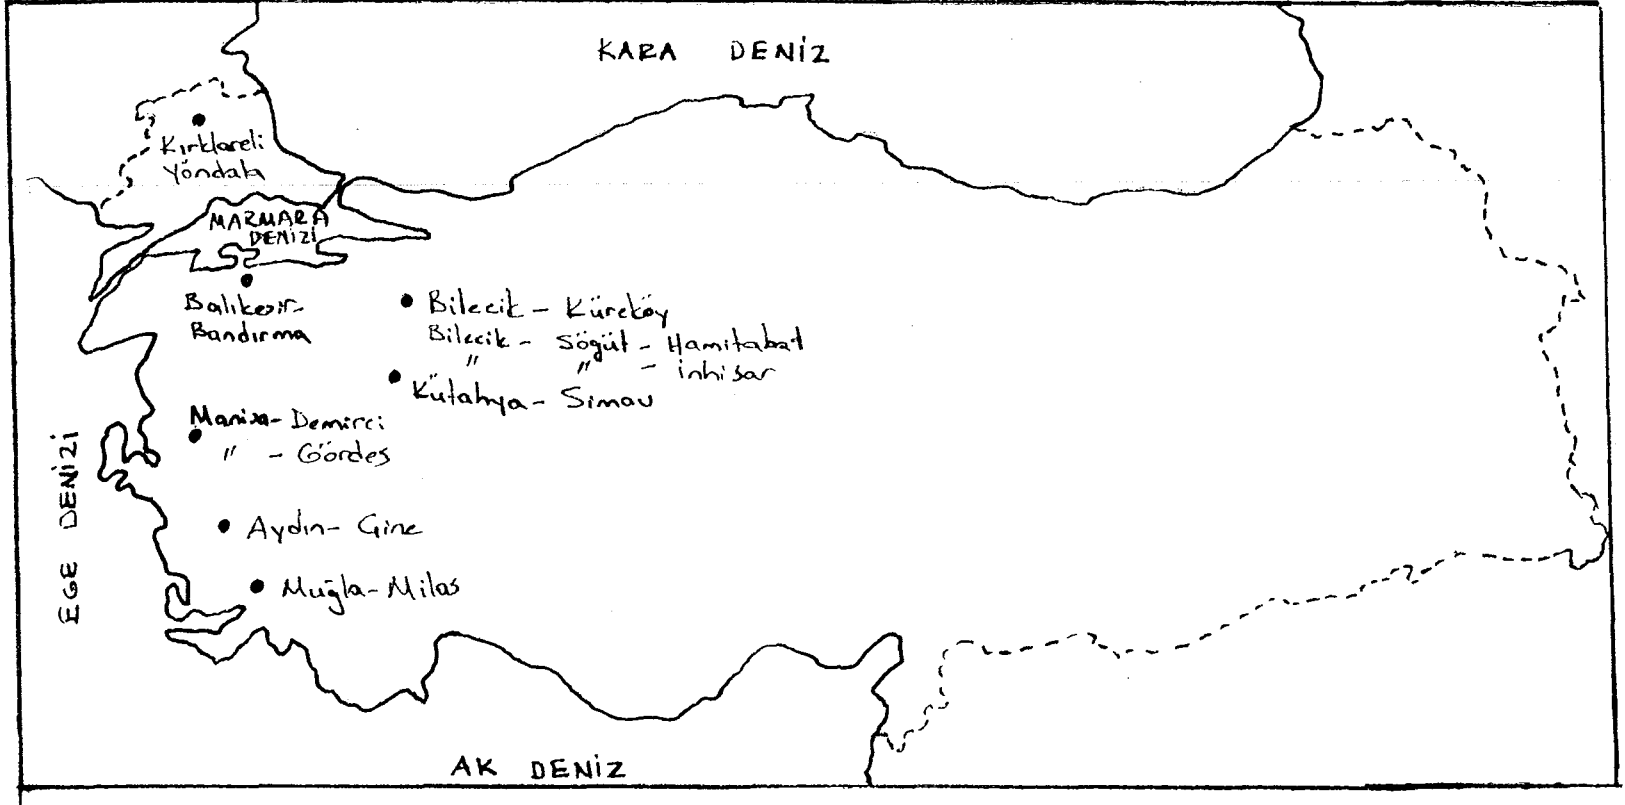 KARA DENİZ
Kırklareli
Yöndala
MARMARA
DENİZİ
Balıkesir-
Bandırma
Bilecik - Küreköy
Bilecik - Söğüt - Hamitabat
" " - inhisar
Kütahya - Simav
Manisa - Demirci
" - Gördes
Aydın - Çine
Muğla - Milas
EGE DENİZİ
AK DENİZ